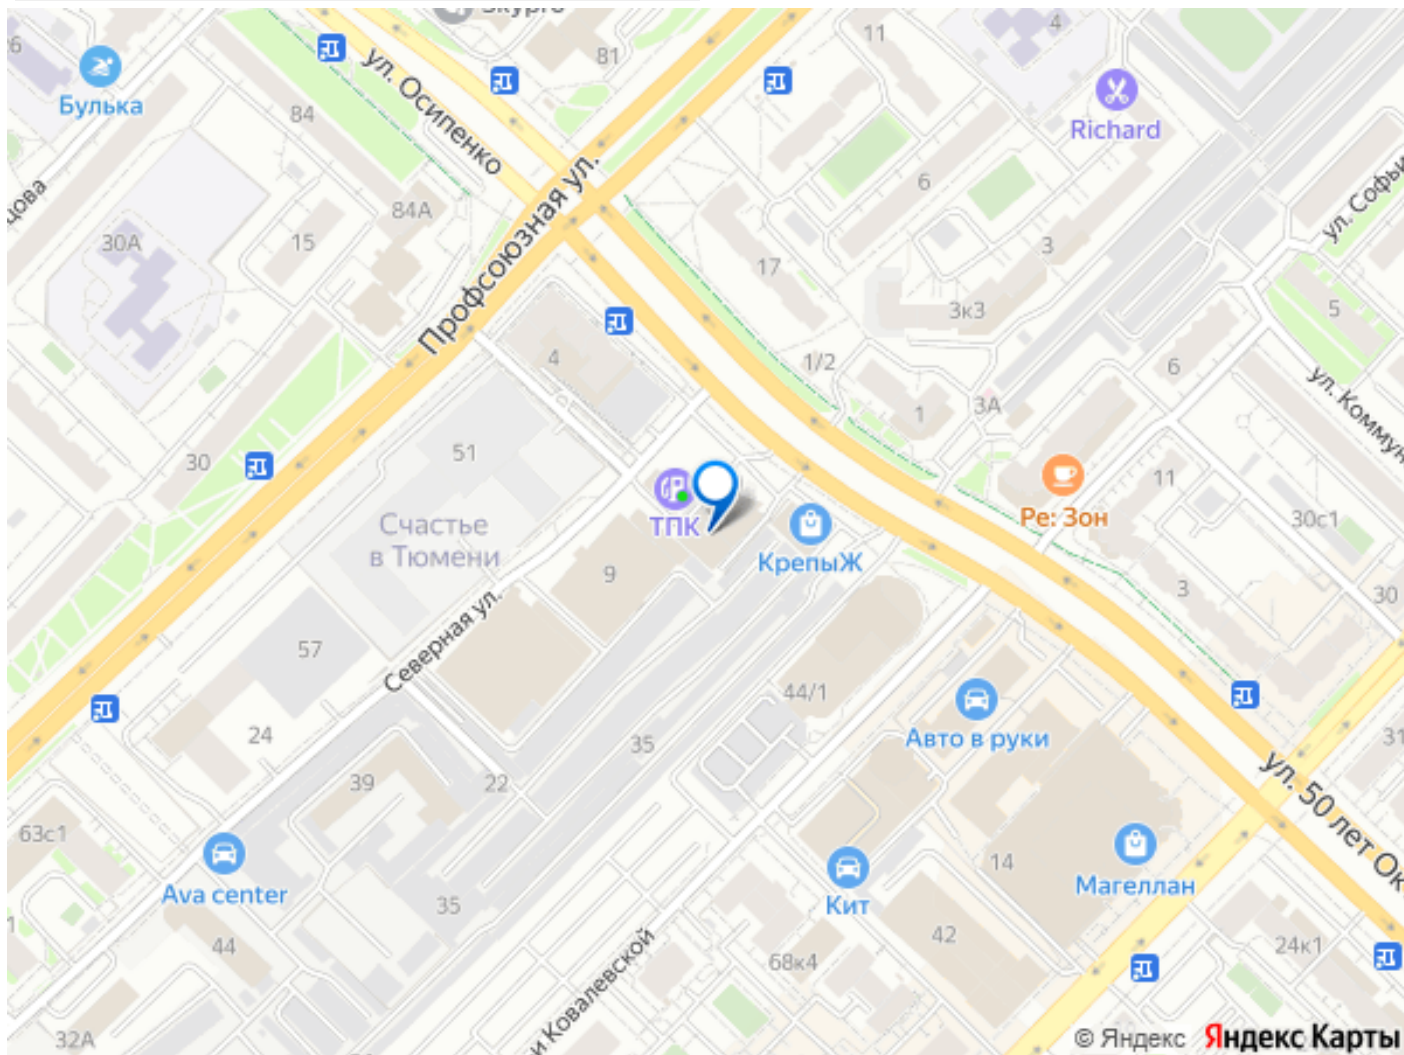 81
11
4
Булька
Richard
84
ул. Осипенко
6
84А
Профсоюзная ул.
ул. Софьи
30А
15
17
3
3к3
5
4
1/2
6
1
3А
ул. Коммун
51
30
11
ТПК
Счастье
в Тюмени
КрепыЖ
Ре: Зон
30с1
9
3
30
Северная ул.
57
44/1
24
35
Авто в руки
31
39
22
ул. 50 лет Ок
63с1
Ava center
14
Магеллан
Кит
35
44
42
24к1
68к4
и Ковалевской
32А
© Яндекс
Яндекс Карты